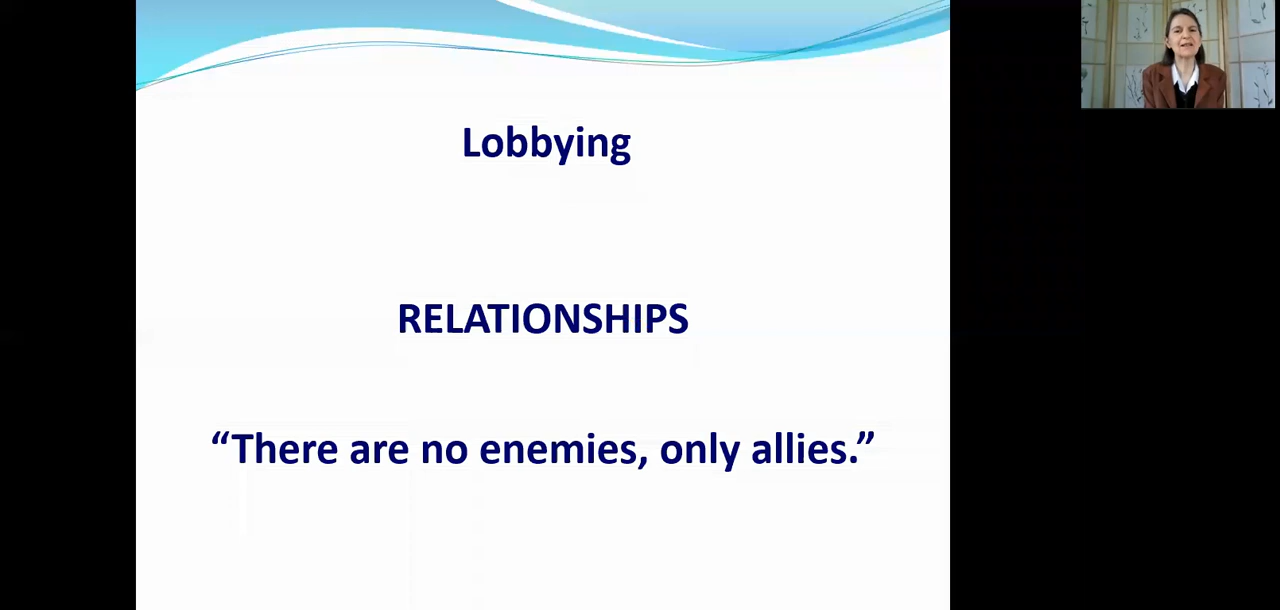 Lobbying
RELATIONSHIPS
“There are no enemies, only allies.”